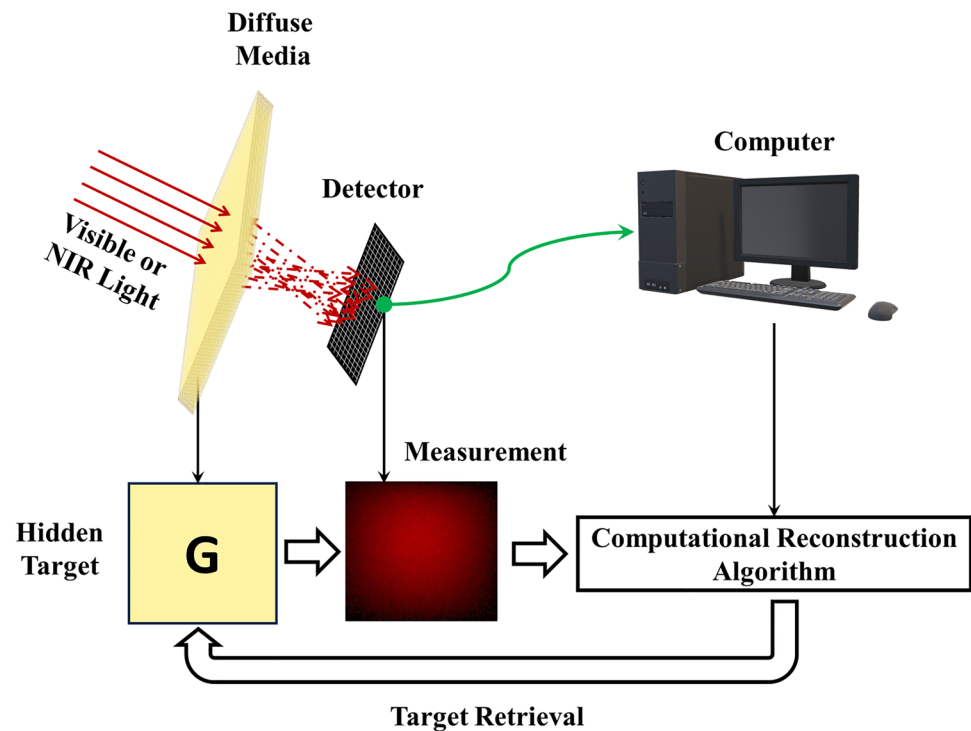 Diffuse
Media
Computer
Detector
Visible or
NIR Light
Measurement
Hidden
Target
G
Computational Reconstruction
Algorithm
Target Retrieval